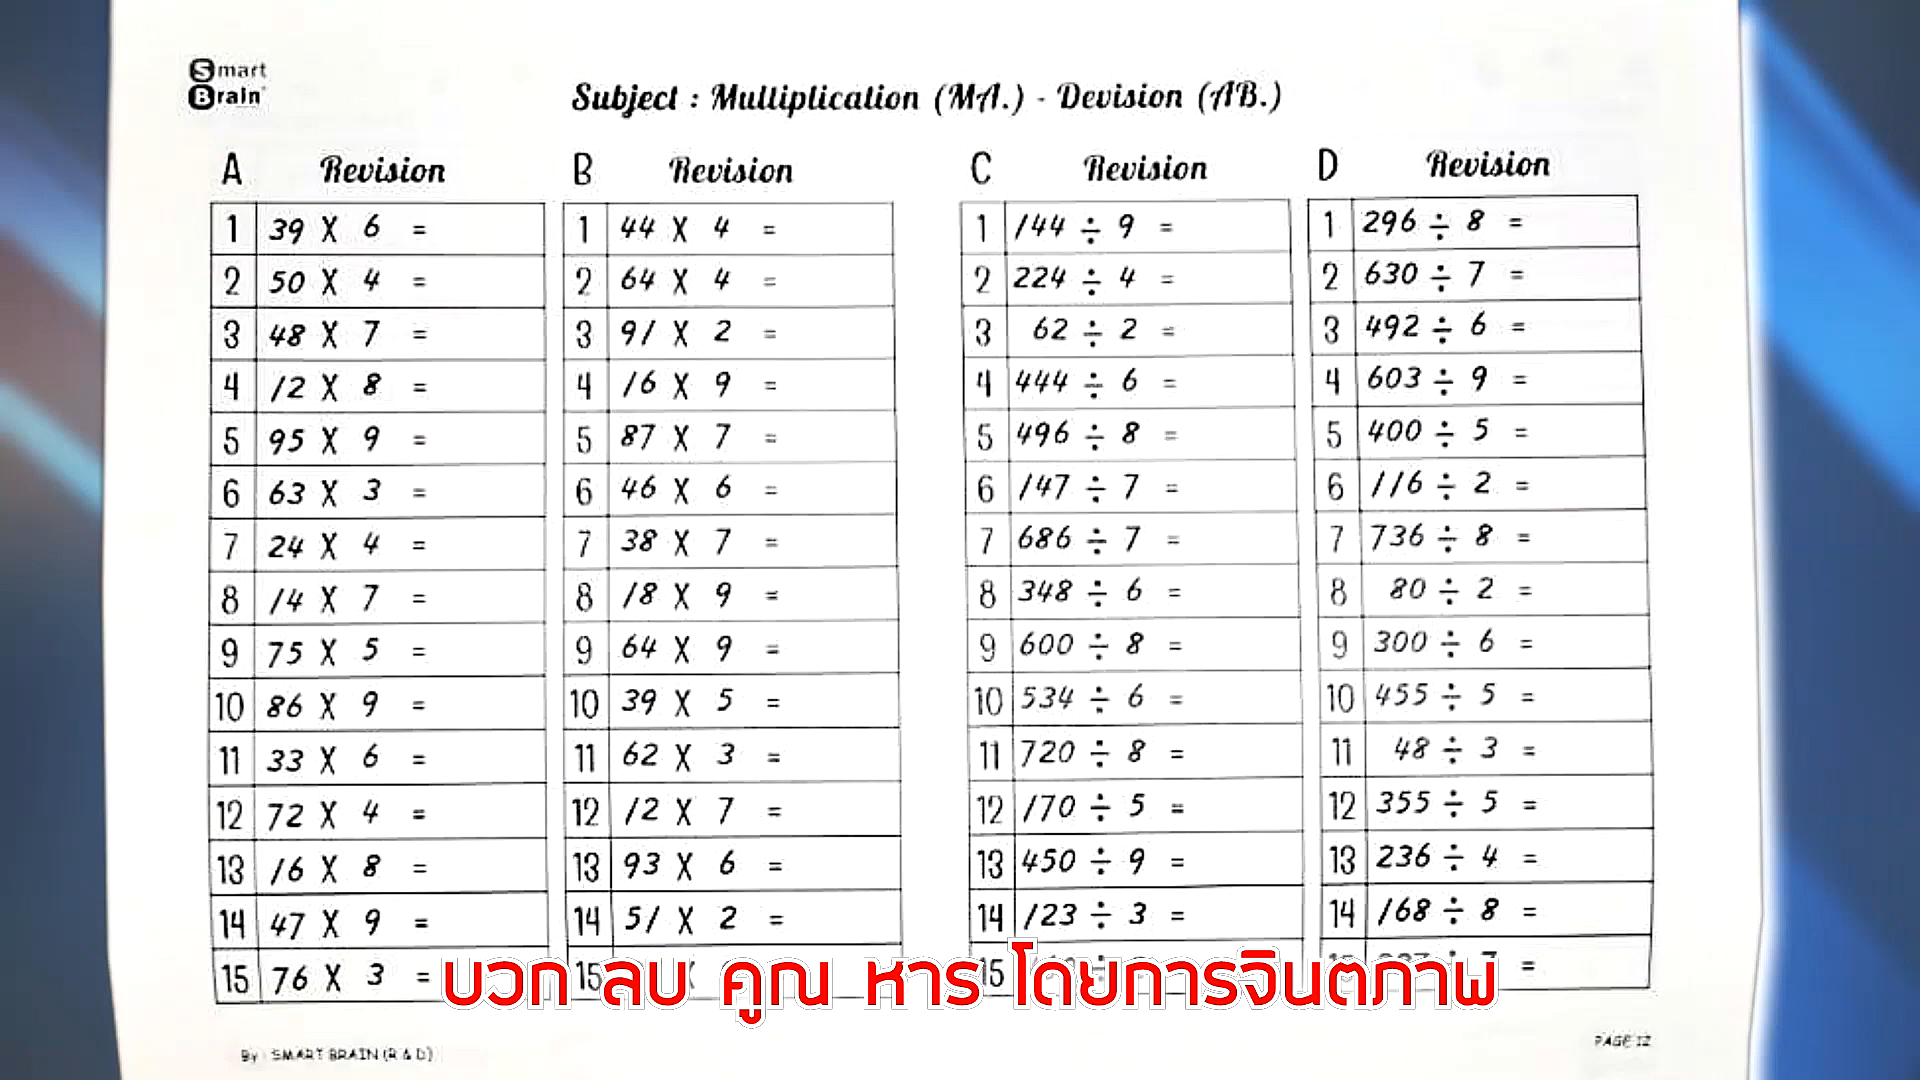 Smart
Brain
Subject : Multiplication (MA.) - Devision (AB.)
A Revision
1 39 X 6 =
2 50 X 4 =
3 48 X 7 =
4 12 X 8 =
5 95 X 9 =
6 63 X 3 =
7 24 X 4 =
8 14 X 7 =
9 75 X 5 =
10 86 X 9 =
11 33 X 6 =
12 72 X 4 =
13 16 X 8 =
14 47 X 9 =
15 76 X 3 =
B Revision
1 44 X 4 =
2 64 X 4 =
3 91 X 2 =
4 16 X 9 =
5 87 X 7 =
6 46 X 6 =
7 38 X 7 =
8 18 X 9 =
9 64 X 9 =
10 39 X 5 =
11 62 X 3 =
12 12 X 7 =
13 93 X 6 =
14 51 X 2 =
15
C Revision
1 144 ÷ 9 =
2 224 ÷ 4 =
3 62 ÷ 2 =
4 444 ÷ 6 =
5 496 ÷ 8 =
6 147 ÷ 7 =
7 686 ÷ 7 =
8 348 ÷ 6 =
9 600 ÷ 8 =
10 534 ÷ 6 =
11 720 ÷ 8 =
12 170 ÷ 5 =
13 450 ÷ 9 =
14 123 ÷ 3 =
15
D Revision
1 296 ÷ 8 =
2 630 ÷ 7 =
3 492 ÷ 6 =
4 603 ÷ 9 =
5 400 ÷ 5 =
6 116 ÷ 2 =
7 736 ÷ 8 =
8 80 ÷ 2 =
9 300 ÷ 6 =
10 455 ÷ 5 =
11 48 ÷ 3 =
12 355 ÷ 5 =
13 236 ÷ 4 =
14 168 ÷ 8 =
=
บวก ลบ คูณ หาร โดยการจินตภาพ
By : SMART BRAIN (R & D)
PAGE 12